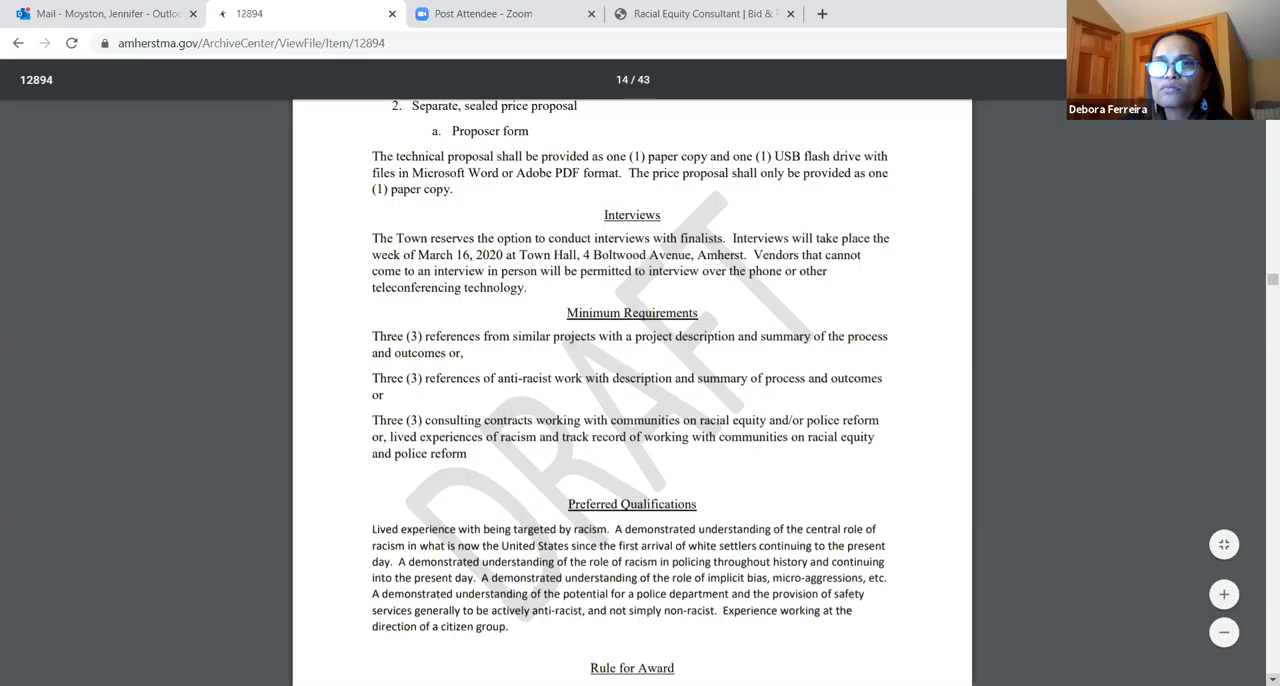 Mail - Moyston, Jennifer - Outlo
12894
Post Attendee - Zoom
Racial Equity Consultant | Bid &
amherstma.gov/ArchiveCenter/ViewFile/Item/12894
12894
14 / 43
Debora Ferreira
2. Separate, sealed price proposal
a. Proposer form
The technical proposal shall be provided as one (1) paper copy and one (1) USB flash drive with
files in Microsoft Word or Adobe PDF format. The price proposal shall only be provided as one
(1) paper copy.
Interviews
The Town reserves the option to conduct interviews with finalists. Interviews will take place the
week of March 16, 2020 at Town Hall, 4 Boltwood Avenue, Amherst. Vendors that cannot
come to an interview in person will be permitted to interview over the phone or other
teleconferencing technology.
Minimum Requirements
Three (3) references from similar projects with a project description and summary of the process
and outcomes or,
Three (3) references of anti-racist work with description and summary of process and outcomes
or
Three (3) consulting contracts working with communities on racial equity and/or police reform
or, lived experiences of racism and track record of working with communities on racial equity
and police reform
DRAFT
Preferred Qualifications
Lived experience with being targeted by racism. A demonstrated understanding of the central role of
racism in what is now the United States since the first arrival of white settlers continuing to the present
day. A demonstrated understanding of the role of racism in policing throughout history and continuing
into the present day. A demonstrated understanding of the role of implicit bias, micro-aggressions, etc.
A demonstrated understanding of the potential for a police department and the provision of safety
services generally to be actively anti-racist, and not simply non-racist. Experience working at the
direction of a citizen group.
Rule for Award